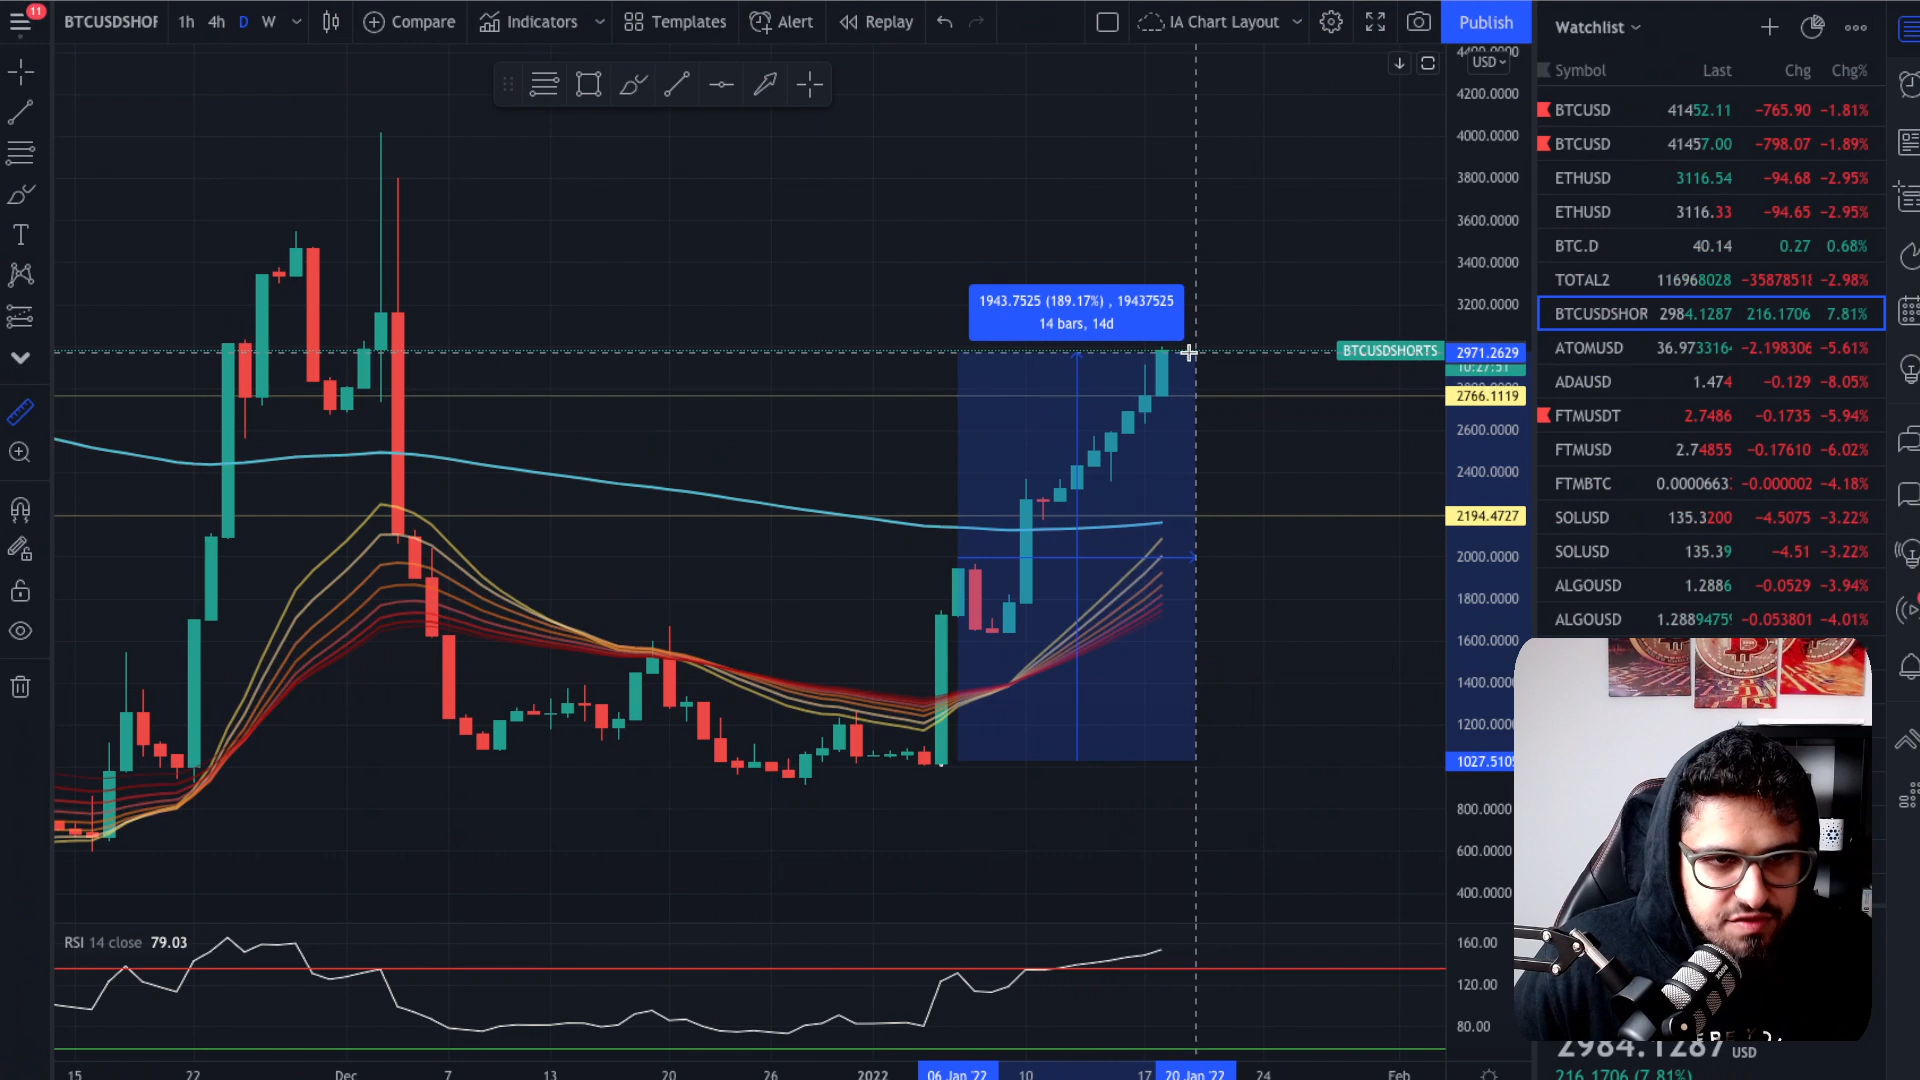 11
BTCUSDSHOF
1h
4h
D
W
Compare
Indicators
Templates
Alert
Replay
IA Chart Layout
Publish
Watchlist
Symbol Last Chg Chg%
BTCUSD 41452.11 −765.90 −1.81%
BTCUSD 41457.00 −798.07 −1.89%
ETHUSD 3116.54 −94.68 −2.95%
ETHUSD 3116.33 −94.65 −2.95%
BTC.D 40.14 0.27 0.68%
TOTAL2 116968028 −35878518 −2.98%
BTCUSDSHOR 2984.1287 216.1706 7.81%
ATOMUSD 36.9733164 −2.198306 −5.61%
ADAUSD 1.474 −0.129 −8.05%
FTMUSDT 2.7486 −0.1735 −5.94%
FTMUSD 2.74855 −0.17610 −6.02%
FTMBTC 0.0000663 −0.000002 −4.18%
SOLUSD 135.3200 −4.5075 −3.22%
SOLUSD 135.39 −4.51 −3.22%
ALGOUSD 1.2886 −0.0529 −3.94%
ALGOUSD 1.28894759 −0.053801 −4.01%
USD
4400.0000
4200.0000
4000.0000
3800.0000
3600.0000
3400.0000
3200.0000
1943.7525 (189.17%) , 19437525
14 bars, 14d
BTCUSDSHORTS
2971.2629
10:27:51
2766.1119
2600.0000
2400.0000
2194.4727
2000.0000
1800.0000
1600.0000
1400.0000
1200.0000
1027.5105
800.0000
600.0000
400.0000
RSI 14 close 79.03
160.00
120.00
80.00
15
22
Dec
7
13
20
26
2022
06 Jan '22
10
17
20 Jan '22
24
Feb
2984.1287 USD
216.1706 (7.81%)